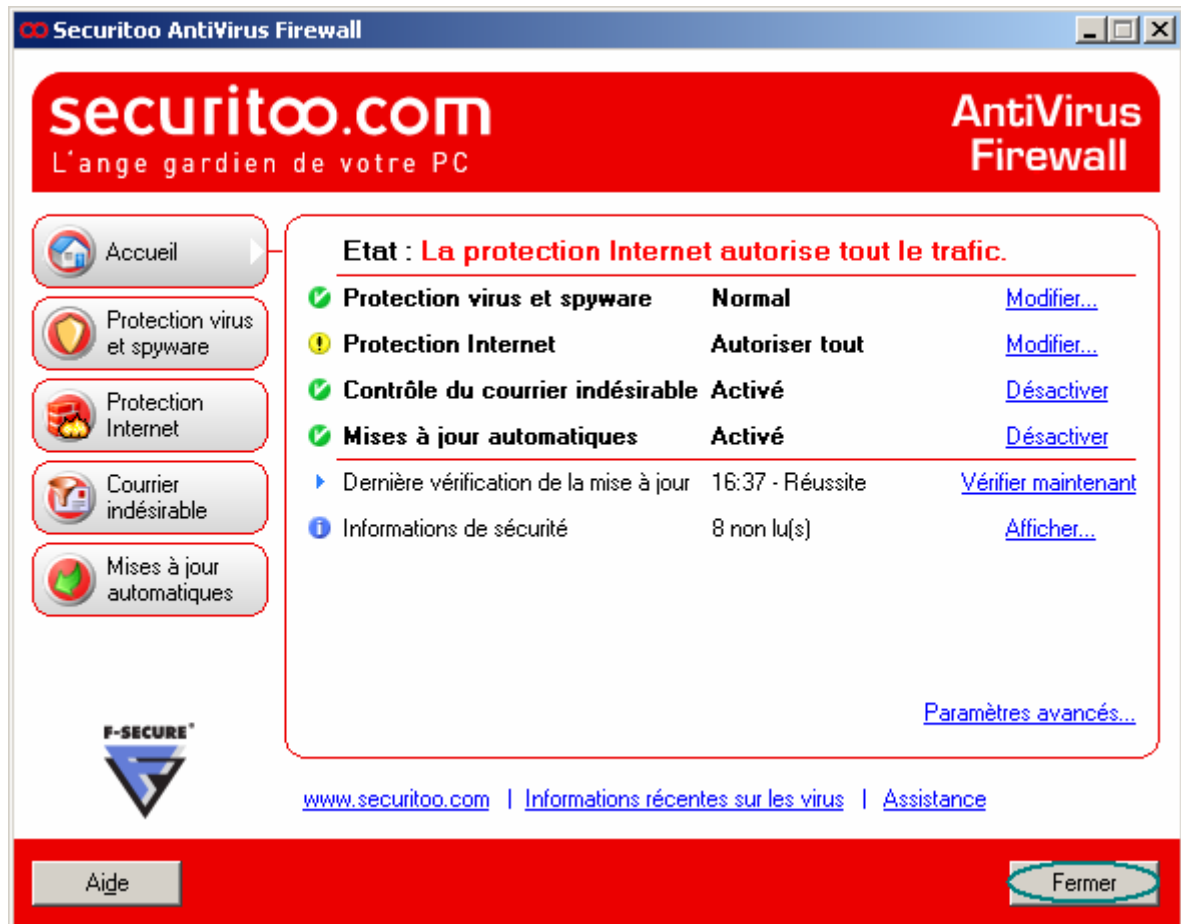 Securitoo AntiVirus Firewall
securitoo.com
L'ange gardien de votre PC
AntiVirus
Firewall
Accueil
Protection virus
et spyware
Protection
Internet
Courrier
indésirable
Mises à jour
automatiques
Etat : La protection Internet autorise tout le trafic.
Protection virus et spyware Normal Modifier...
Protection Internet Autoriser tout Modifier...
Contrôle du courrier indésirable Activé Désactiver
Mises à jour automatiques Activé Désactiver
Dernière vérification de la mise à jour 16:37 - Réussite Vérifier maintenant
Informations de sécurité 8 non lu(s) Afficher...
Paramètres avancés...
F-SECURE®
www.securitoo.com | Informations récentes sur les virus | Assistance
Aide
Fermer